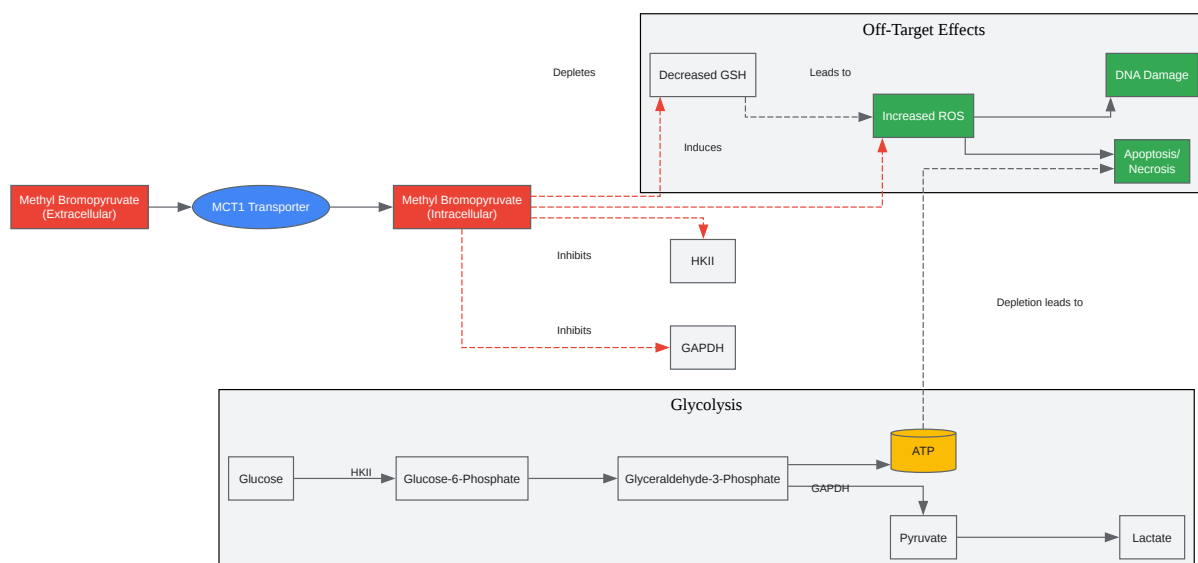 Off-Target Effects
Depletes
Decreased GSH
Leads to
DNA Damage
Increased ROS
Induces
Apoptosis/
Necrosis
Methyl Bromopyruvate
(Extracellular)
MCT1 Transporter
Methyl Bromopyruvate
(Intracellular)
Inhibits
HKII
Depletion leads to
Inhibits
GAPDH
Glycolysis
ATP
Glucose
HKII
Glucose-6-Phosphate
Glyceraldehyde-3-Phosphate
GAPDH
Pyruvate
Lactate